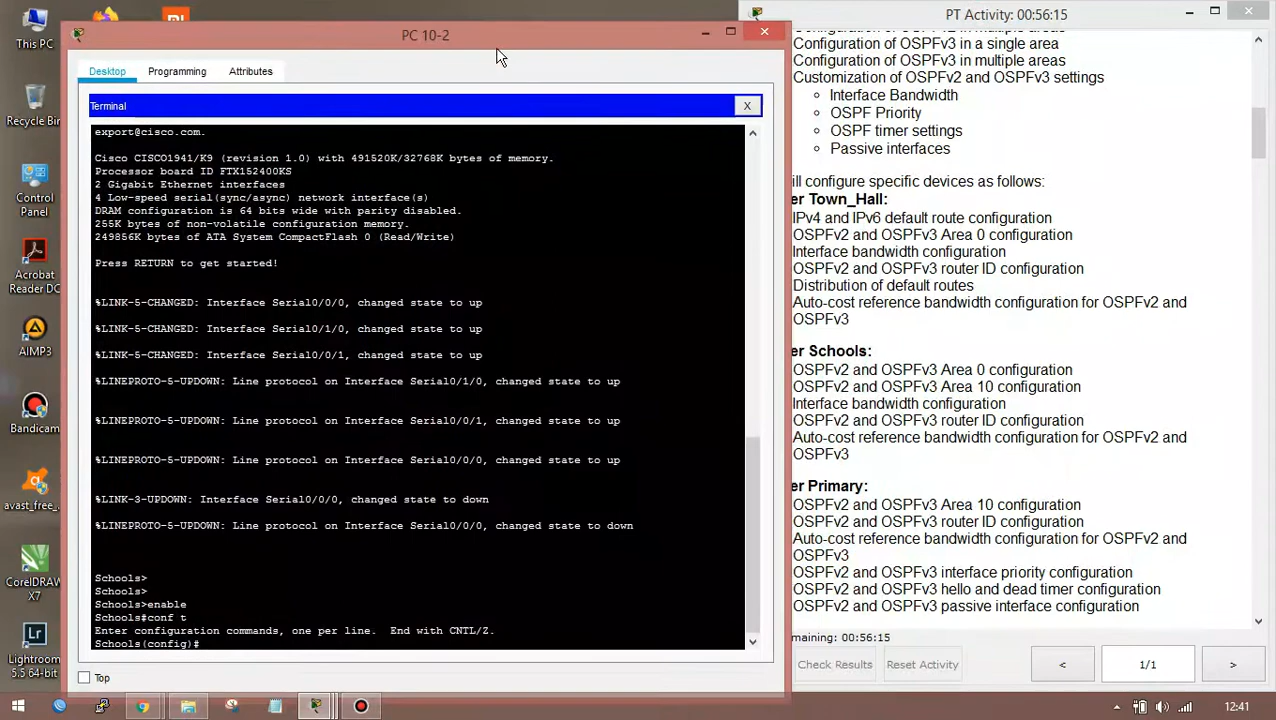 This PC
Recycle Bin
Control
Panel
Acrobat
Reader DC
AIMP3
Bandicam
avast_free_..
CorelDRAW
X7
Lightroom
5.5 64-bit
PC 10-2
Desktop
Programming
Attributes
Terminal
X
export@cisco.com.
Cisco CISCO1941/K9 (revision 1.0) with 491520K/32768K bytes of memory.
Processor board ID FTX152400KS
2 Gigabit Ethernet interfaces
4 Low-speed serial(sync/async) network interface(s)
DRAM configuration is 64 bits wide with parity disabled.
255K bytes of non-volatile configuration memory.
249856K bytes of ATA System CompactFlash 0 (Read/Write)
Press RETURN to get started!
%LINK-5-CHANGED: Interface Serial0/0/0, changed state to up
%LINK-5-CHANGED: Interface Serial0/1/0, changed state to up
%LINK-5-CHANGED: Interface Serial0/0/1, changed state to up
%LINEPROTO-5-UPDOWN: Line protocol on Interface Serial0/1/0, changed state to up
%LINEPROTO-5-UPDOWN: Line protocol on Interface Serial0/0/1, changed state to up
%LINEPROTO-5-UPDOWN: Line protocol on Interface Serial0/0/0, changed state to up
%LINK-3-UPDOWN: Interface Serial0/0/0, changed state to down
%LINEPROTO-5-UPDOWN: Line protocol on Interface Serial0/0/0, changed state to down
Schools>
Schools>
Schools>enable
Schools#conf t
Enter configuration commands, one per line. End with CNTL/Z.
Schools(config)#
Top
PT Activity: 00:56:15
Configuration of OSPFv3 in a single area
Configuration of OSPFv3 in multiple areas
Customization of OSPFv2 and OSPFv3 settings
Interface Bandwidth
OSPF Priority
OSPF timer settings
Passive interfaces
ill configure specific devices as follows:
er Town_Hall:
IPv4 and IPv6 default route configuration
OSPFv2 and OSPFv3 Area 0 configuration
Interface bandwidth configuration
OSPFv2 and OSPFv3 router ID configuration
Distribution of default routes
Auto-cost reference bandwidth configuration for OSPFv2 and
OSPFv3
er Schools:
OSPFv2 and OSPFv3 Area 0 configuration
OSPFv2 and OSPFv3 Area 10 configuration
Interface bandwidth configuration
OSPFv2 and OSPFv3 router ID configuration
Auto-cost reference bandwidth configuration for OSPFv2 and
OSPFv3
er Primary:
OSPFv2 and OSPFv3 Area 10 configuration
OSPFv2 and OSPFv3 router ID configuration
Auto-cost reference bandwidth configuration for OSPFv2 and
OSPFv3
OSPFv2 and OSPFv3 interface priority configuration
OSPFv2 and OSPFv3 hello and dead timer configuration
OSPFv2 and OSPFv3 passive interface configuration
maining: 00:56:15
Check Results
Reset Activity
<
1/1
>
12:41